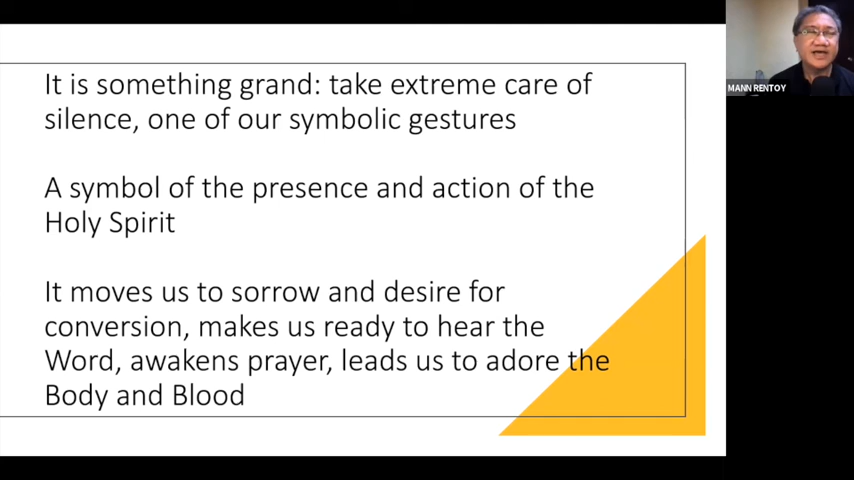 It is something grand: take extreme care of
silence, one of our symbolic gestures
A symbol of the presence and action of the
Holy Spirit
It moves us to sorrow and desire for
conversion, makes us ready to hear the
Word, awakens prayer, leads us to adore the
Body and Blood
MANN RENTOY